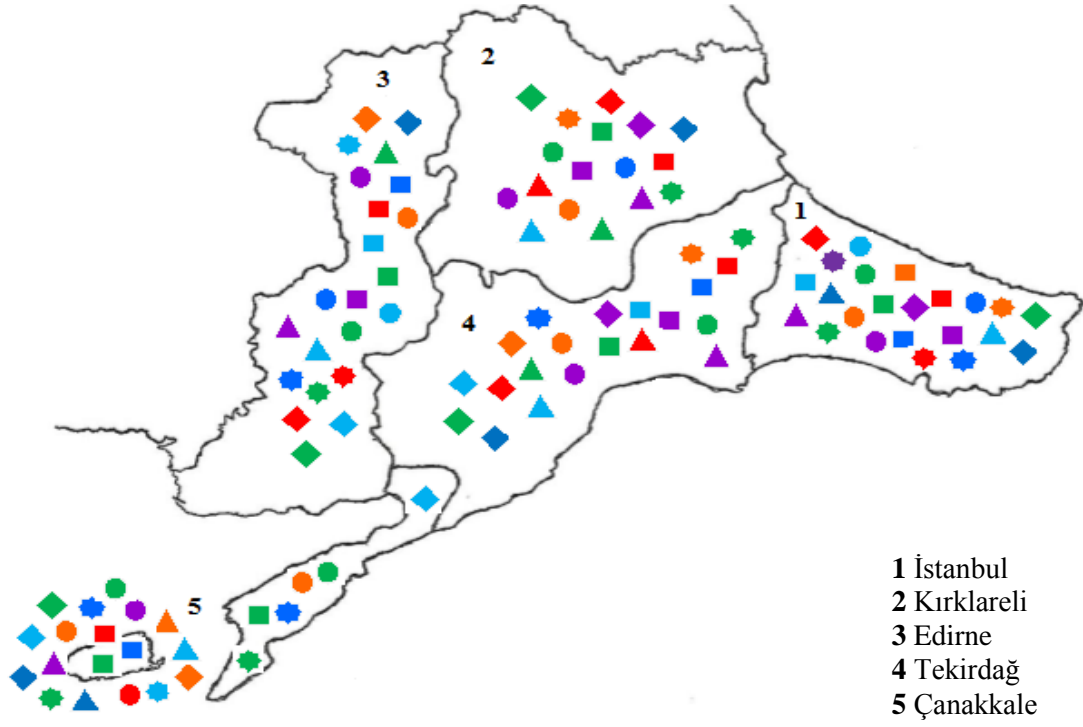 2
3
1
4
5
1 İstanbul
2 Kırklareli
3 Edirne
4 Tekirdağ
5 Çanakkale